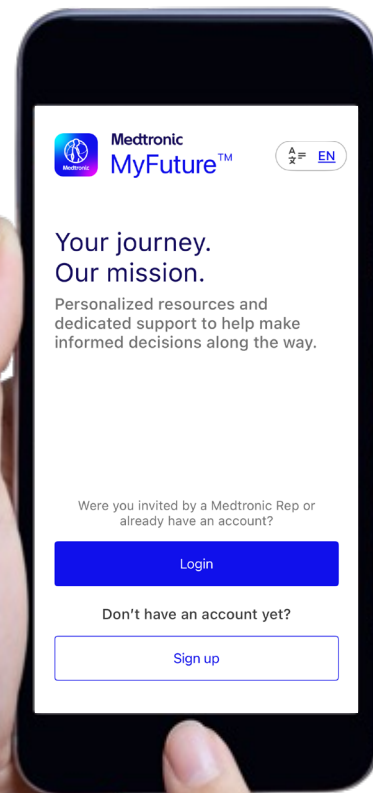 Medtronic
Medtronic
MyFuture™
EN
Your journey.
Our mission.
Personalized resources and
dedicated support to help make
informed decisions along the way.
Were you invited by a Medtronic Rep or
already have an account?
Login
Don't have an account yet?
Sign up